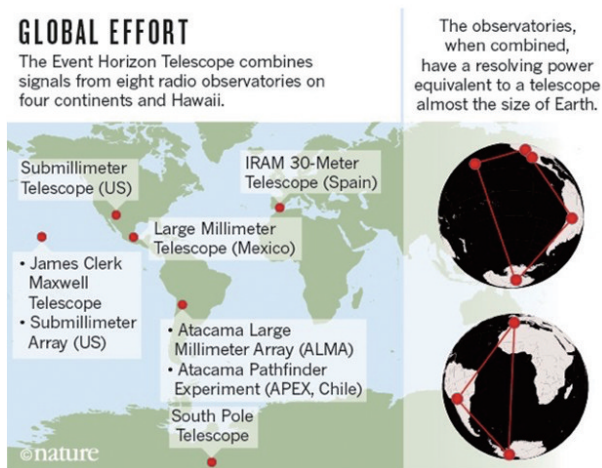 GLOBAL EFFORT
The Event Horizon Telescope combines
signals from eight radio observatories on
four continents and Hawaii.
The observatories,
when combined,
have a resolving power
equivalent to a telescope
almost the size of Earth.
Submillimeter
Telescope (US)
IRAM 30-Meter
Telescope (Spain)
Large Millimeter
Telescope (Mexico)
• James Clerk
Maxwell
Telescope
• Submillimeter
Array (US)
• Atacama Large
Millimeter Array (ALMA)
• Atacama Pathfinder
Experiment (APEX, Chile)
South Pole
Telescope
©nature